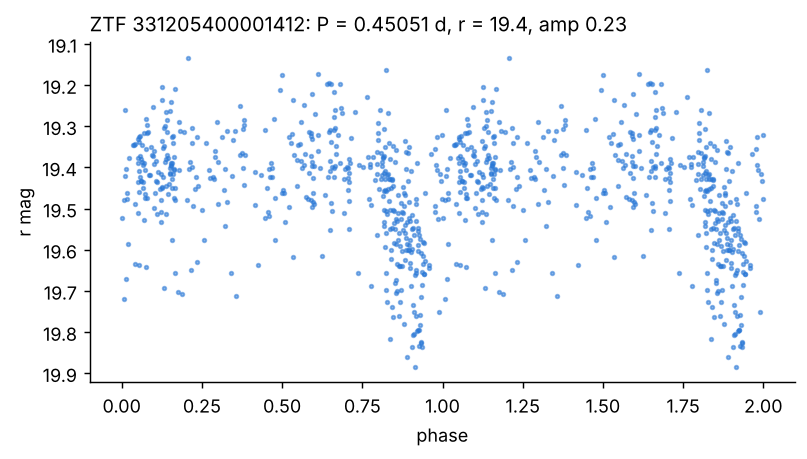 ZTF 331205400001412: P = 0.45051 d, r = 19.4, amp 0.23
19.1
19.2
19.3
19.4
19.5
19.6
19.7
19.8
19.9
r mag
0.00 0.25 0.50 0.75 1.00 1.25 1.50 1.75 2.00
phase